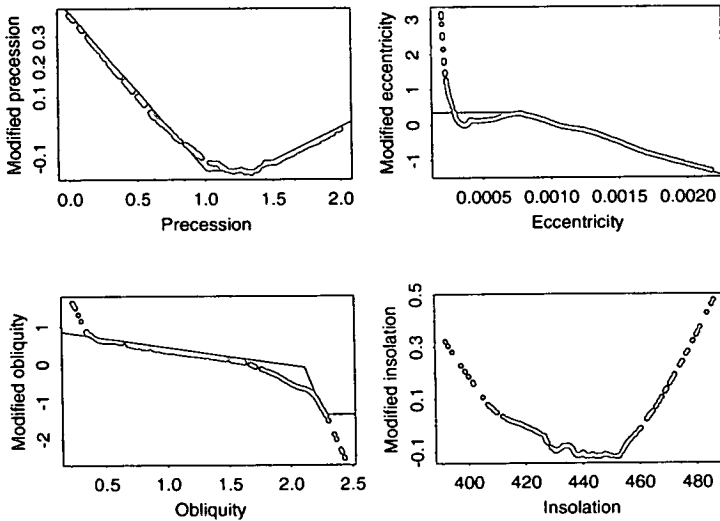 Modified precession
0.3
0.2
0.1
-0.1
0.0 0.5 1.0 1.5 2.0
Precession
Modified eccentricity
3
2
1
0
-1
0.0005 0.0010 0.0015 0.0020
Eccentricity
Modified obliquity
1
0
-1
-2
0.5 1.0 1.5 2.0 2.5
Obliquity
Modified insolation
0.5
0.3
0.1
-0.1
400 420 440 460 480
Insolation